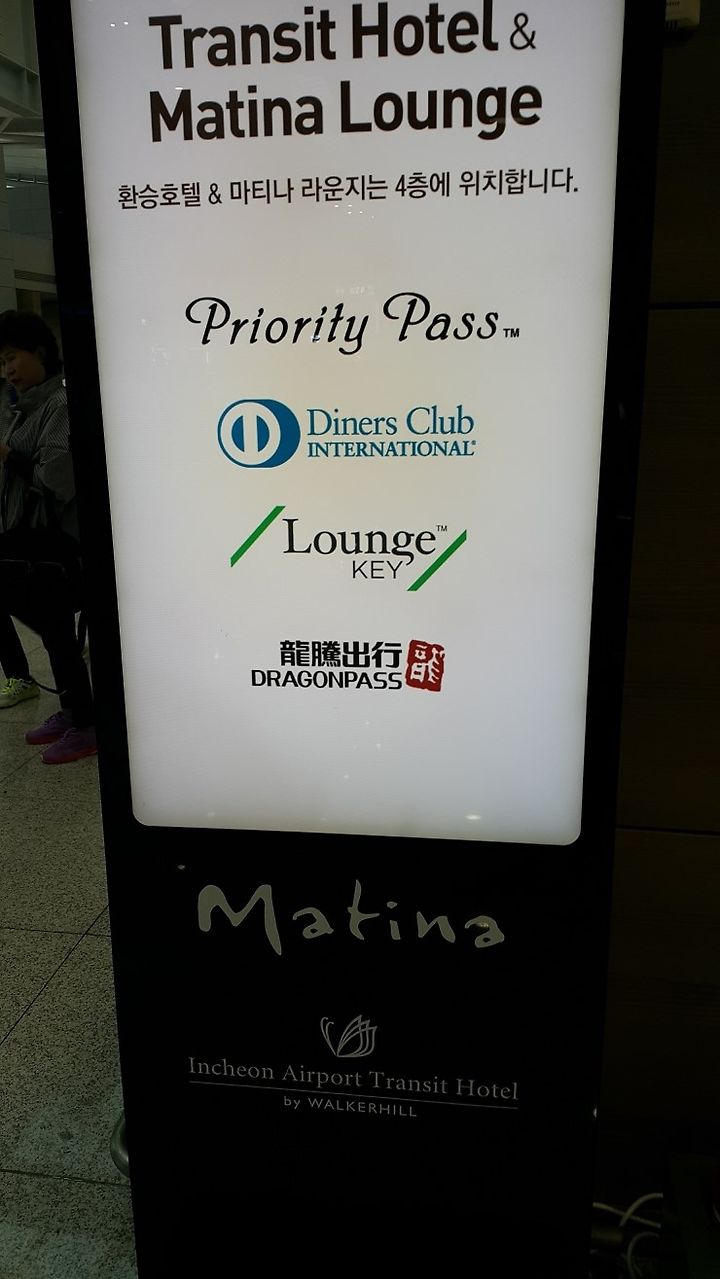 Transit Hotel &
Matina Lounge
환승호텔 & 마티나 라운지는 4층에 위치합니다.
Priority Pass™
Diners Club
INTERNATIONAL®
Lounge™
KEY
龍騰出行
DRAGONPASS
Matina
Incheon Airport Transit Hotel
by WALKERHILL